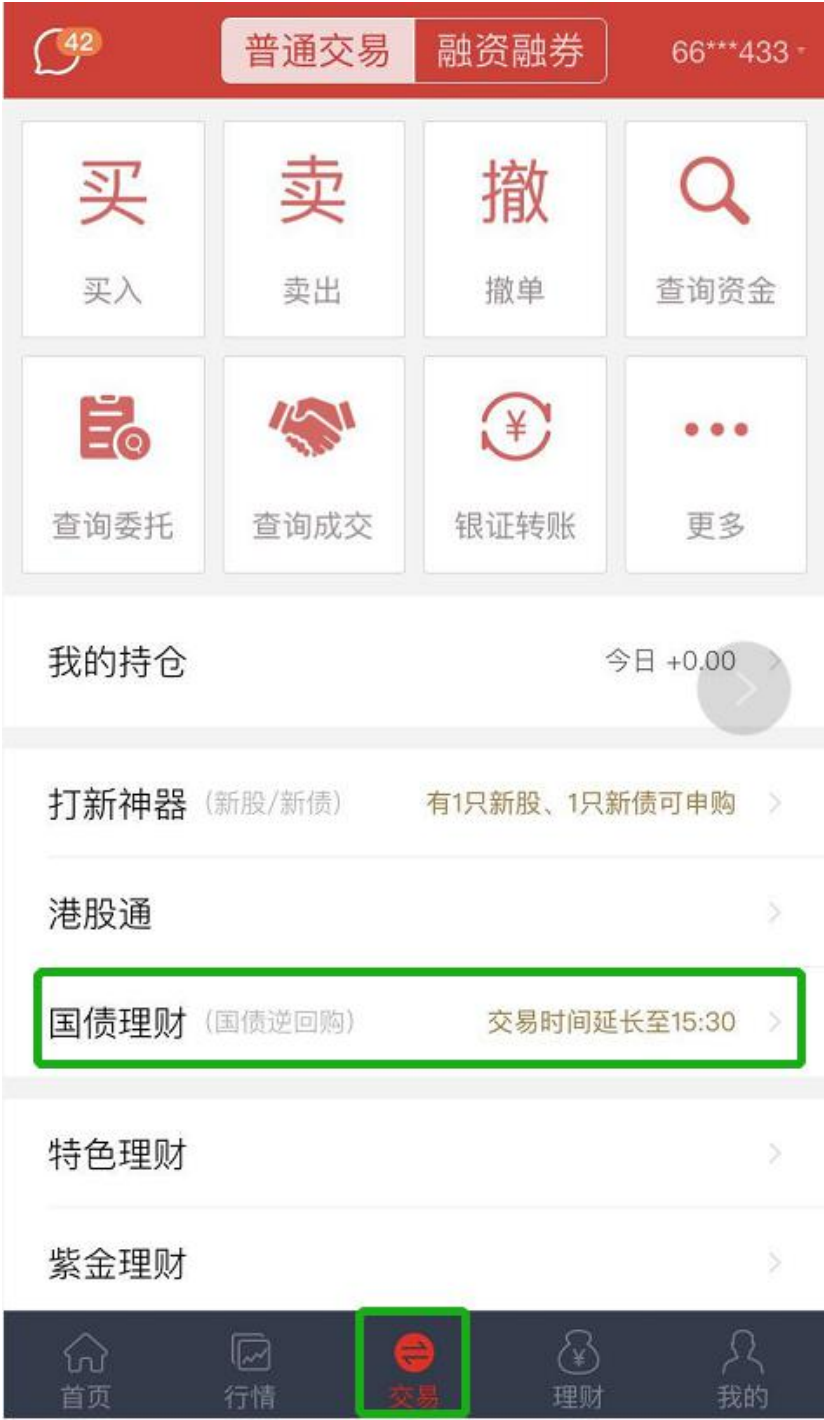 42 普通交易 融资融券 66***433
买 卖 撤
买入 卖出 撤单 查询资金
¥
查询委托 查询成交 银证转账 更多
我的持仓 今日 +0.00
打新神器 (新股/新债) 有1只新股、1只新债可申购
港股通
国债理财 (国债逆回购) 交易时间延长至15:30
特色理财
紫金理财
¥
首页 行情 交易 理财 我的